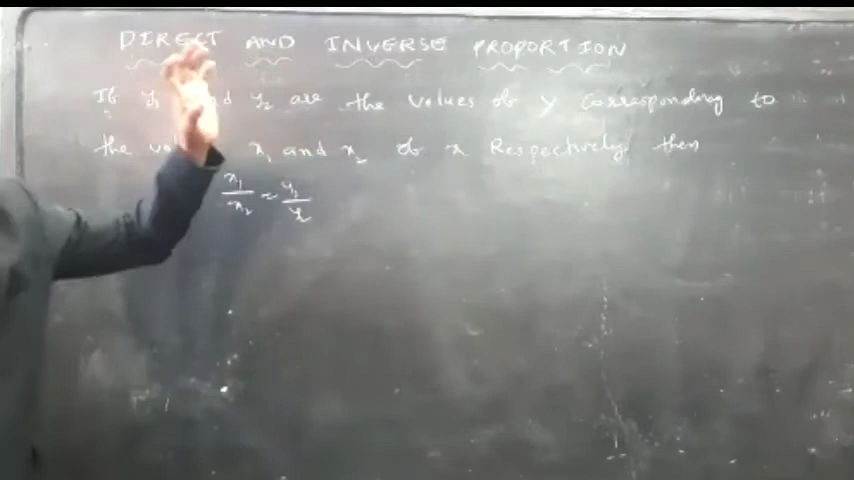 DIRECT AND INVERSE PROPORTION
If y₁ and y₂ are the values of y corresponding to
the x₁ and x₂ of x Respectively. then
x₁/x₂ = y₁/y₂